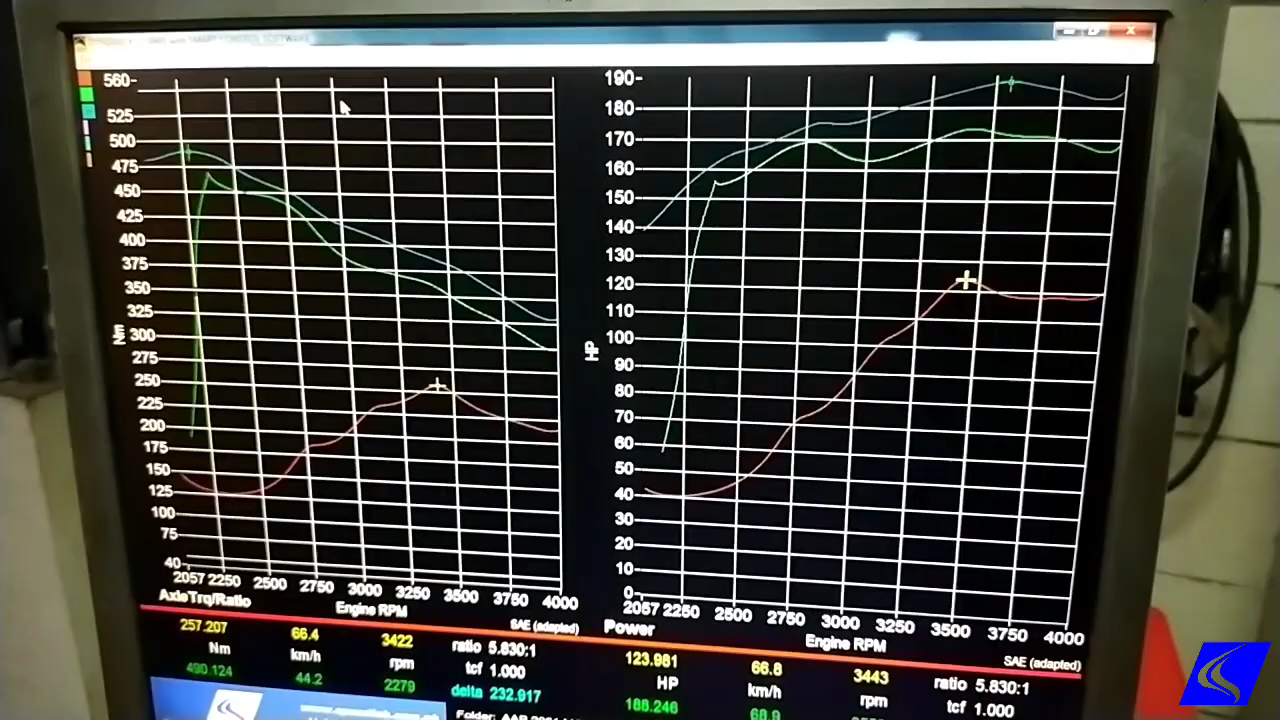 560
525
500
475
450
425
400
375
350
325
300
275
250
225
200
175
150
125
100
75
40
Nm
2057 2250 2500 2750 3000 3250 3500 3750 4000
AxleTrq/Ratio
Engine RPM
SAE (adapted)
190
180
170
160
150
140
130
120
110
100
90
80
70
60
50
40
30
20
10
0
HP
2057 2250 2500 2750 3000 3250 3500 3750 4000
Power
Engine RPM
SAE (adapted)
257.207 66.4 3422 ratio 5.830:1
Nm km/h rpm tcf 1.000
490.124 44.2 2279 delta 232.917
123.981 66.8 3443 ratio 5.830:1
HP km/h rpm tcf 1.000
188.246 68.9
Folder: